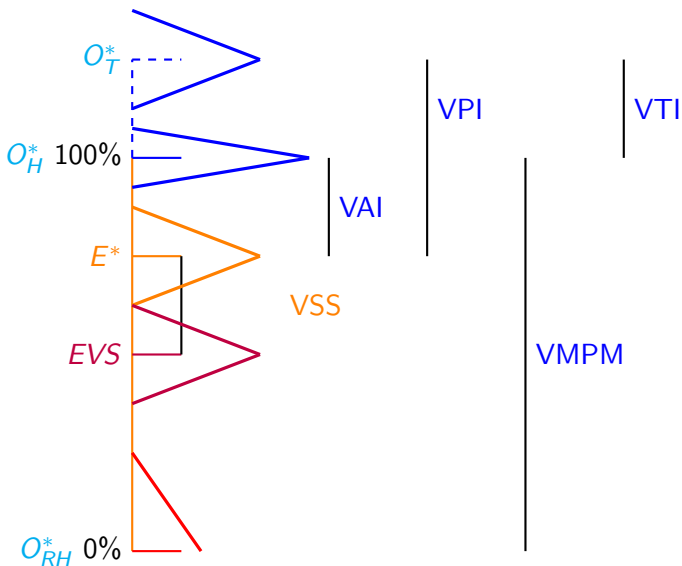 O*_T
VPI VTI
O*_H 100%
VAI
E*
VSS
EVS VMPM
O*_RH 0%